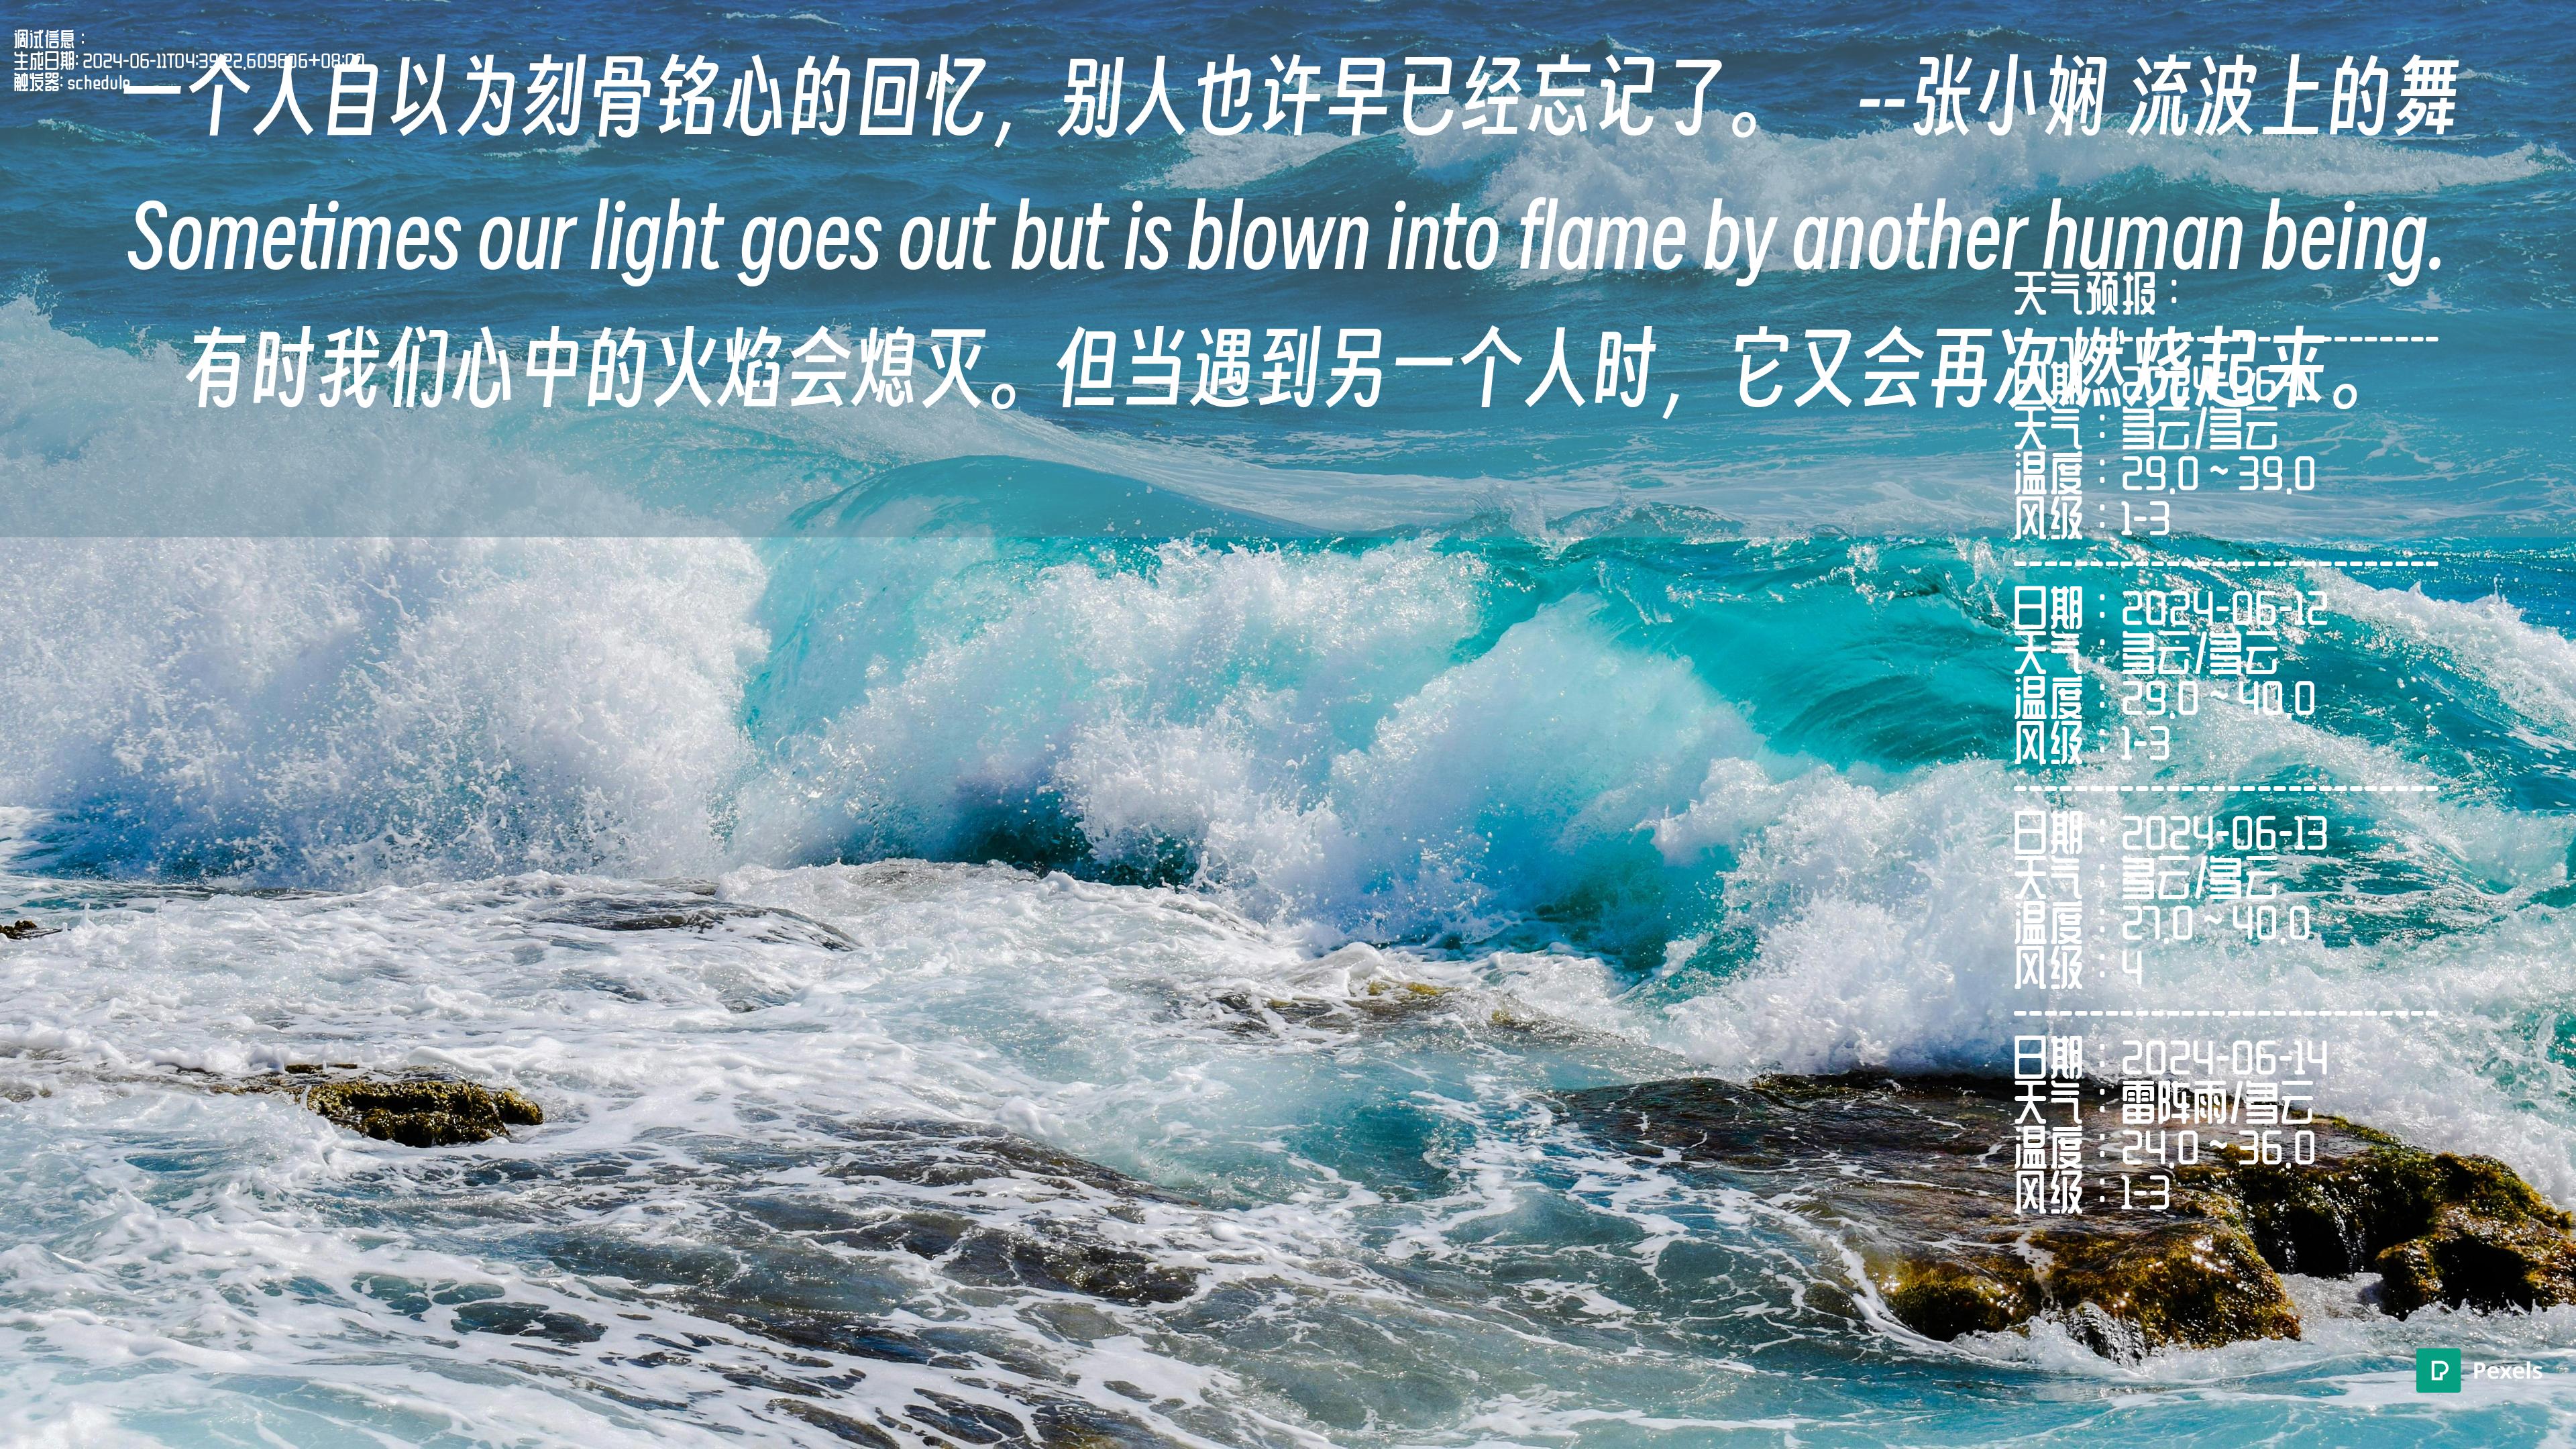 调试信息：
生成日期: 2024-06-11T04:39:22.609606+08:00
触发器: schedule
一个人自以为刻骨铭心的回忆，别人也许早已经忘记了。 --张小娴 流波上的舞
Sometimes our light goes out but is blown into flame by another human being.
有时我们心中的火焰会熄灭。但当遇到另一个人时，它又会再次燃烧起来。
天气预报：
------------------------------
日期：2024-06-11
天气：多云/多云
温度：29.0 ~ 39.0
风级：1-3
------------------------------
日期：2024-06-12
天气：多云/多云
温度：29.0 ~ 40.0
风级：1-3
------------------------------
日期：2024-06-13
天气：多云/多云
温度：27.0 ~ 40.0
风级：4
------------------------------
日期：2024-06-14
天气：雷阵雨/多云
温度：24.0 ~ 36.0
风级：1-3
Pexels